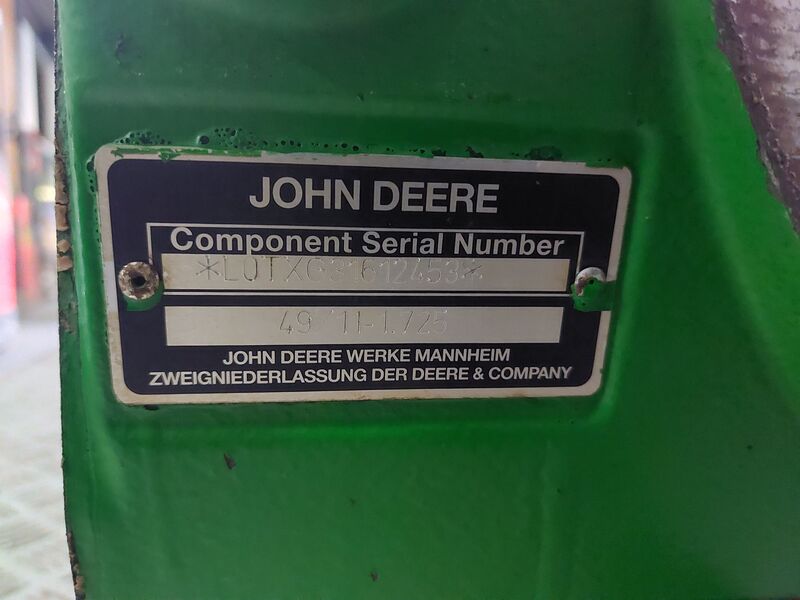 JOHN DEERE
Component Serial Number
49 11-1.725
JOHN DEERE WERKE MANNHEIM
ZWEIGNIEDERLASSUNG DER DEERE & COMPANY